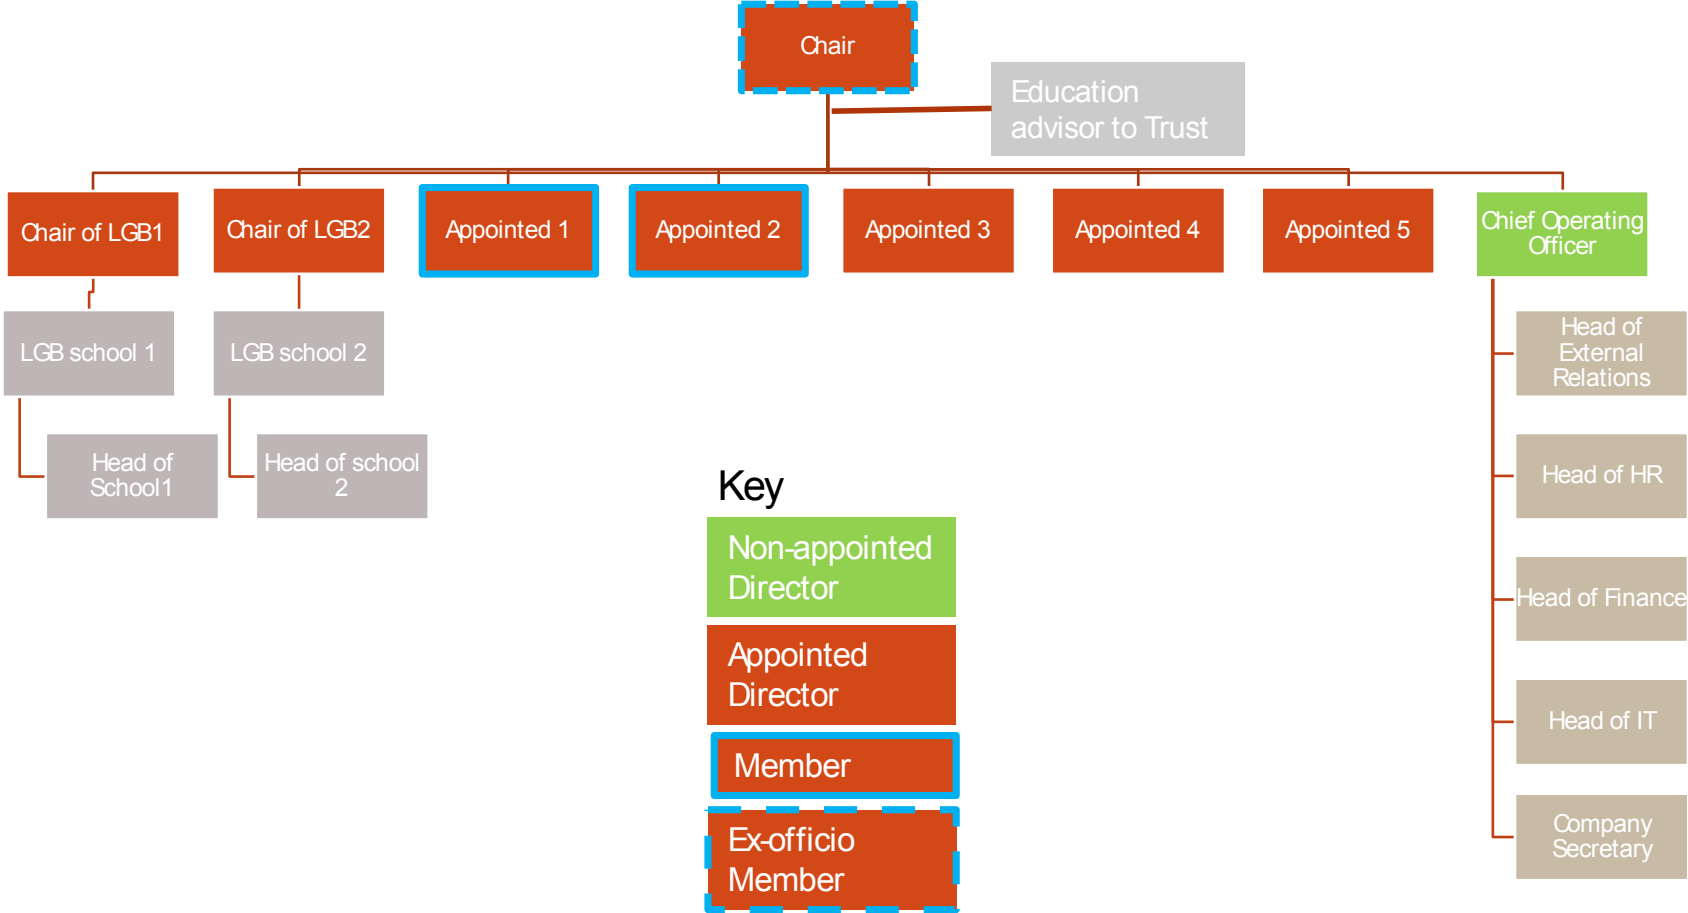 Chair
Education
advisor to Trust
Chair of LGB1
Chair of LGB2
Appointed 1
Appointed 2
Appointed 3
Appointed 4
Appointed 5
Chief Operating
Officer
LGB school 1
LGB school 2
Head of
External
Relations
Head of
School1
Head of school
2
Head of HR
Head of Finance
Head of IT
Company
Secretary
Key
Non-appointed
Director
Appointed
Director
Member
Ex-officio
Member